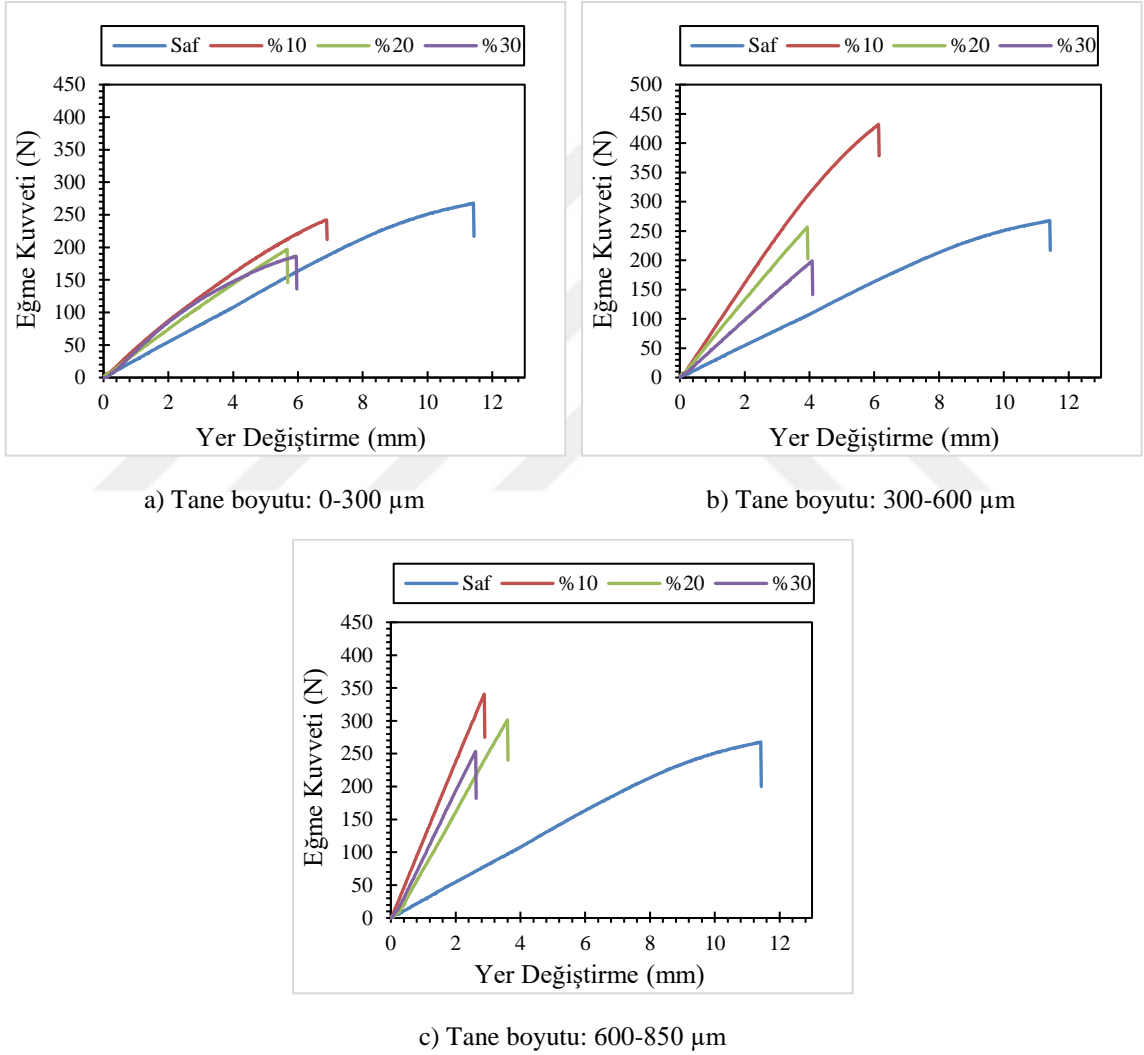 Saf %10 %20 %30
450
400
350
300
250
200
150
100
50
0
Eğme Kuvveti (N)
0 2 4 6 8 10 12
Yer Değiştirme (mm)
a) Tane boyutu: 0-300 µm
Saf %10 %20 %30
500
450
400
350
300
250
200
150
100
50
0
Eğme Kuvveti (N)
0 2 4 6 8 10 12
Yer Değiştirme (mm)
b) Tane boyutu: 300-600 µm
Saf %10 %20 %30
450
400
350
300
250
200
150
100
50
0
Eğme Kuvveti (N)
0 2 4 6 8 10 12
Yer Değiştirme (mm)
c) Tane boyutu: 600-850 µm